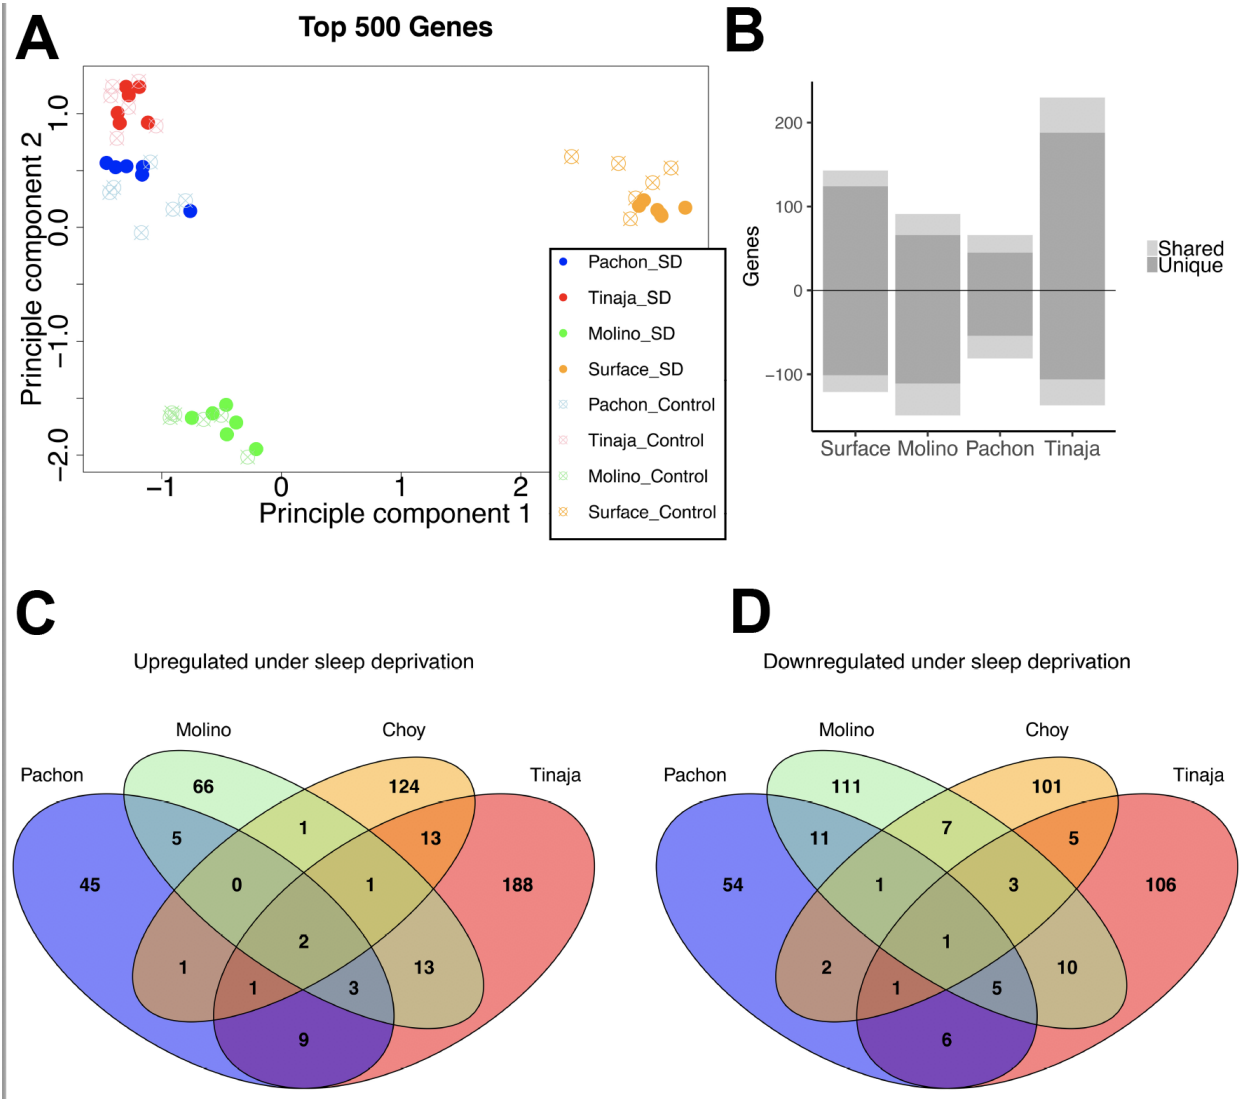 A
Top 500 Genes
Principle component 2
1.0
0.0
−1.0
−2.0
−1
0
1
2
Principle component 1
Pachon_SD
Tinaja_SD
Molino_SD
Surface_SD
Pachon_Control
Tinaja_Control
Molino_Control
Surface_Control
B
Genes
200
100
0
−100
Surface Molino Pachon Tinaja
Shared
Unique
C
Upregulated under sleep deprivation
Molino
Choy
Pachon
Tinaja
66
124
5
1
13
45
0
1
188
2
1
13
1
3
9
D
Downregulated under sleep deprivation
Molino
Choy
Pachon
Tinaja
111
101
11
7
5
54
1
3
106
1
2
10
1
5
6